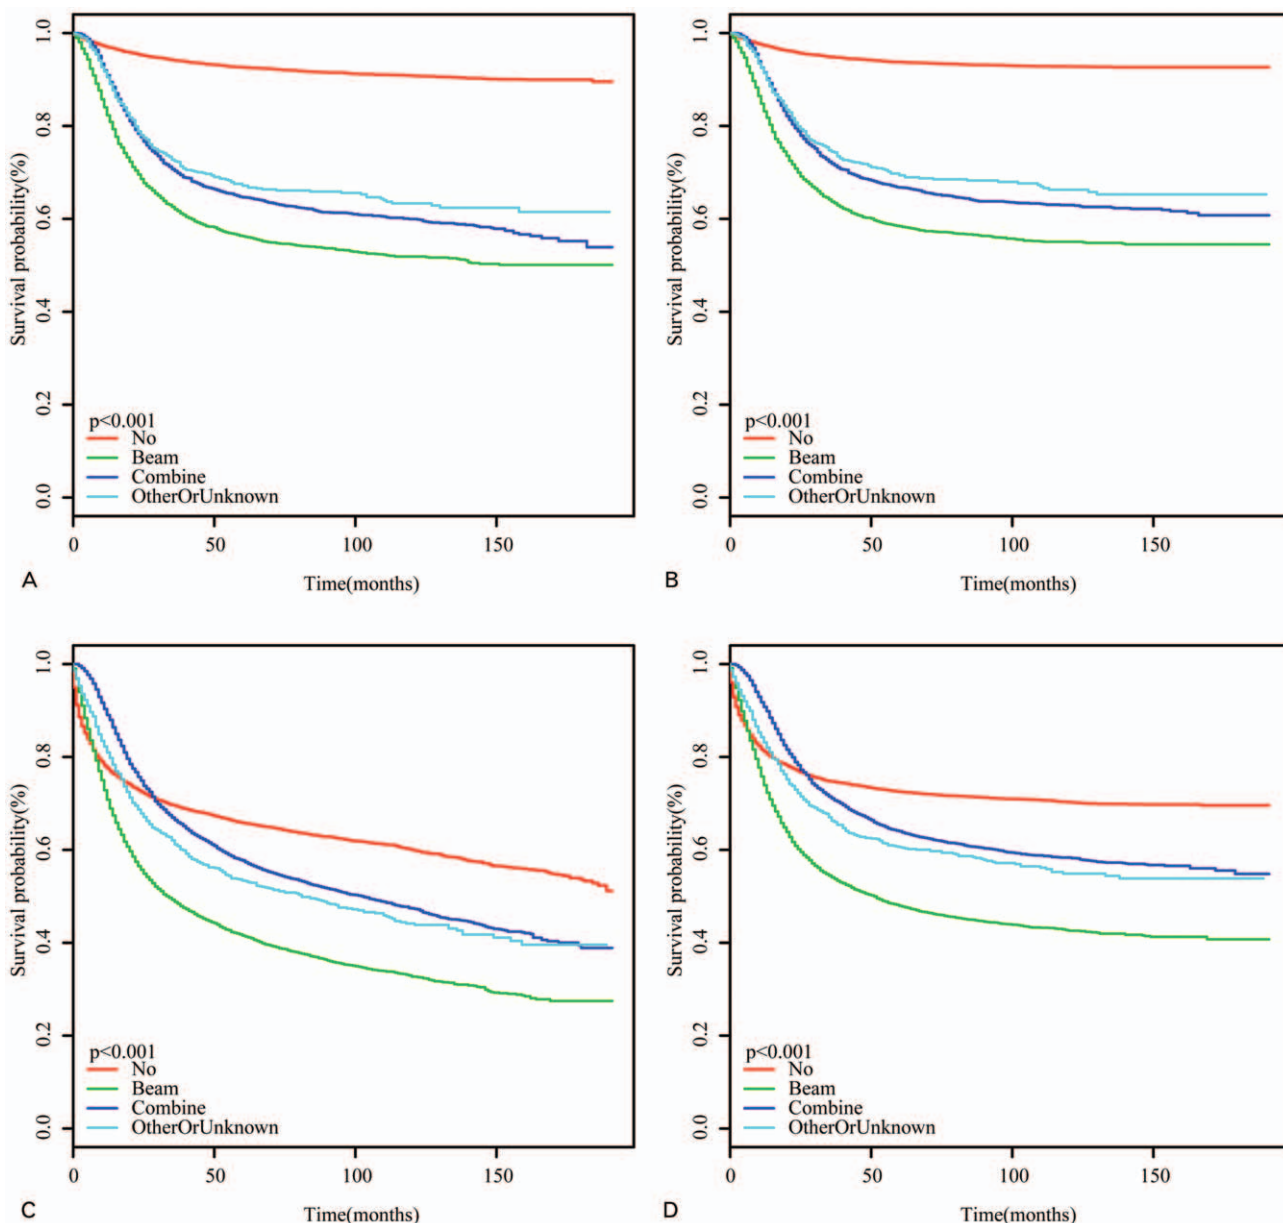 1.0
0.8
0.6
0.4
0.2
0.0
Survival probability(%)
p<0.001
No
Beam
Combine
OtherOrUnknown
0 50 100 150
Time(months)
A
1.0
0.8
0.6
0.4
0.2
0.0
Survival probability(%)
p<0.001
No
Beam
Combine
OtherOrUnknown
0 50 100 150
Time(months)
B
1.0
0.8
0.6
0.4
0.2
0.0
Survival probability(%)
p<0.001
No
Beam
Combine
OtherOrUnknown
0 50 100 150
Time(months)
C
1.0
0.8
0.6
0.4
0.2
0.0
Survival probability(%)
p<0.001
No
Beam
Combine
OtherOrUnknown
0 50 100 150
Time(months)
D